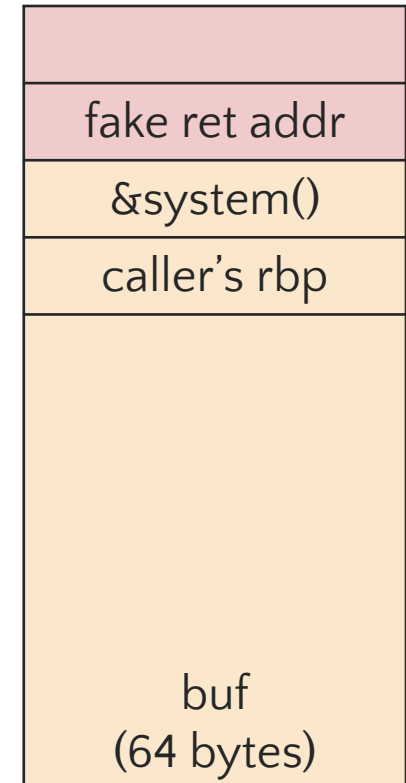 fake ret addr
&system()
caller’s rbp
buf
(64 bytes)